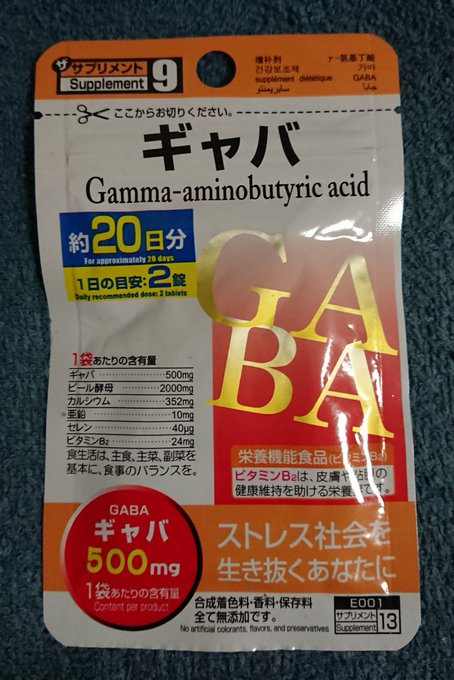 ザ サプリメント
Supplement 9
增补剂
건강보조제
supplément diététique
سابريمنتو
γ-氨基丁酸
가바
GABA
جابا
ここからお切りください。
ギャバ
Gamma-aminobutyric acid
約20日分
For approximately 20 days
1日の目安:2錠
Daily recommended dose: 2 tablets
GABA
1袋あたりの含有量
ギャバ 500mg
ビール酵母 2000mg
カルシウム 352mg
亜鉛 10mg
セレン 40μg
ビタミンB2 24mg
食生活は、主食、主菜、副菜を
基本に、食事のバランスを。
栄養機能食品(ビタミンB2)
ビタミンB2は、皮膚や粘膜の
健康維持を助ける栄養素です。
GABA
ギャバ
500mg
1袋あたりの含有量
Content per product
ストレス社会を
生き抜くあなたに
合成着色料・香料・保存料
全て無添加です。
No artificial colorants, flavors, and preservatives
E001
サプリメント
Supplement 13